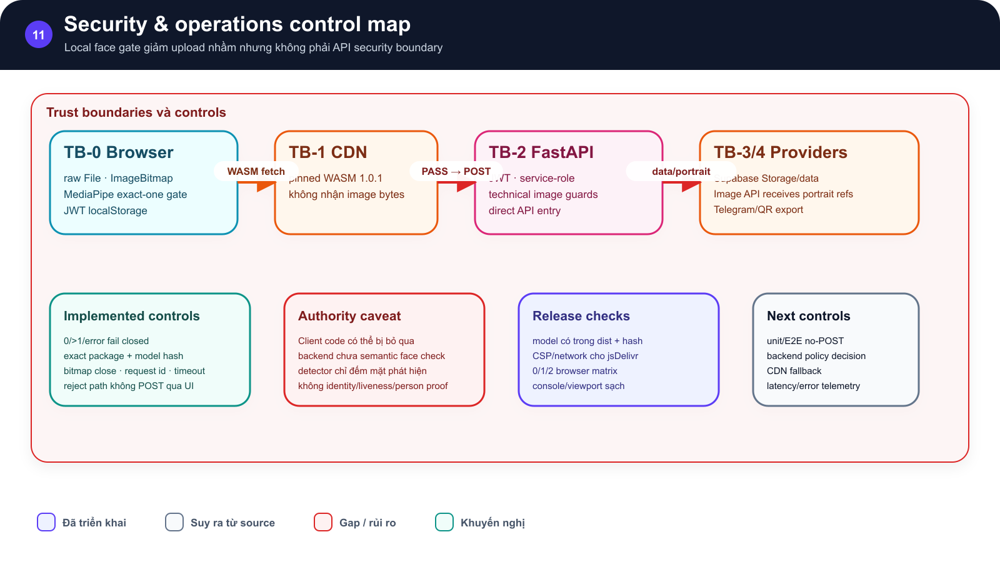 11
Security & operations control map
Local face gate giảm upload nhầm nhưng không phải API security boundary
Trust boundaries và controls
TB-0 Browser
raw File · ImageBitmap
MediaPipe exact-one gate
JWT localStorage
WASM fetch
TB-1 CDN
pinned WASM 1.0.1
không nhận image bytes
PASS → POST
TB-2 FastAPI
JWT · service-role
technical image guards
direct API entry
data/portrait
TB-3/4 Providers
Supabase Storage/data
Image API receives portrait refs
Telegram/QR export
Implemented controls
0/>1/error fail closed
exact package + model hash
bitmap close · request id · timeout
reject path không POST qua UI
Authority caveat
Client code có thể bị bỏ qua
backend chưa semantic face check
detector chỉ đếm mặt phát hiện
không identity/liveness/person proof
Release checks
model có trong dist + hash
CSP/network cho jsDelivr
0/1/2 browser matrix
console/viewport sạch
Next controls
unit/E2E no-POST
backend policy decision
CDN fallback
latency/error telemetry
Đã triển khai
Suy ra từ source
Gap / rủi ro
Khuyến nghị